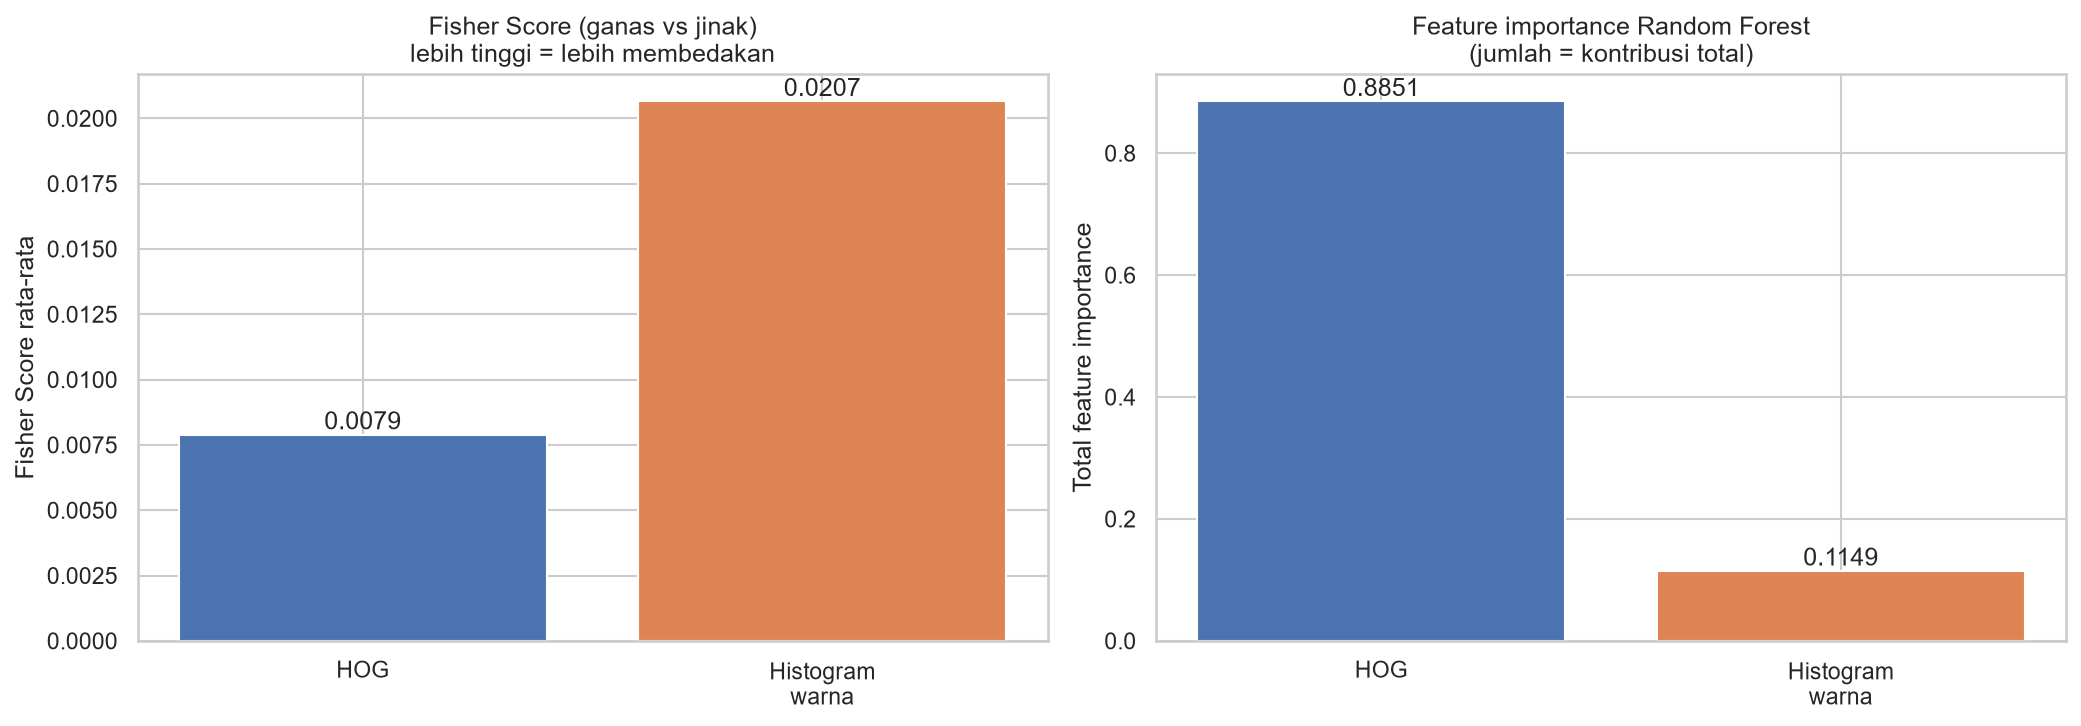 Fisher Score (ganas vs jinak)
lebih tinggi = lebih membedakan
Fisher Score rata-rata
0.0200
0.0175
0.0150
0.0125
0.0100
0.0075
0.0050
0.0025
0.0000
0.0079
0.0207
HOG
Histogram
warna
Feature importance Random Forest
(jumlah = kontribusi total)
Total feature importance
0.8
0.6
0.4
0.2
0.0
0.8851
0.1149
HOG
Histogram
warna